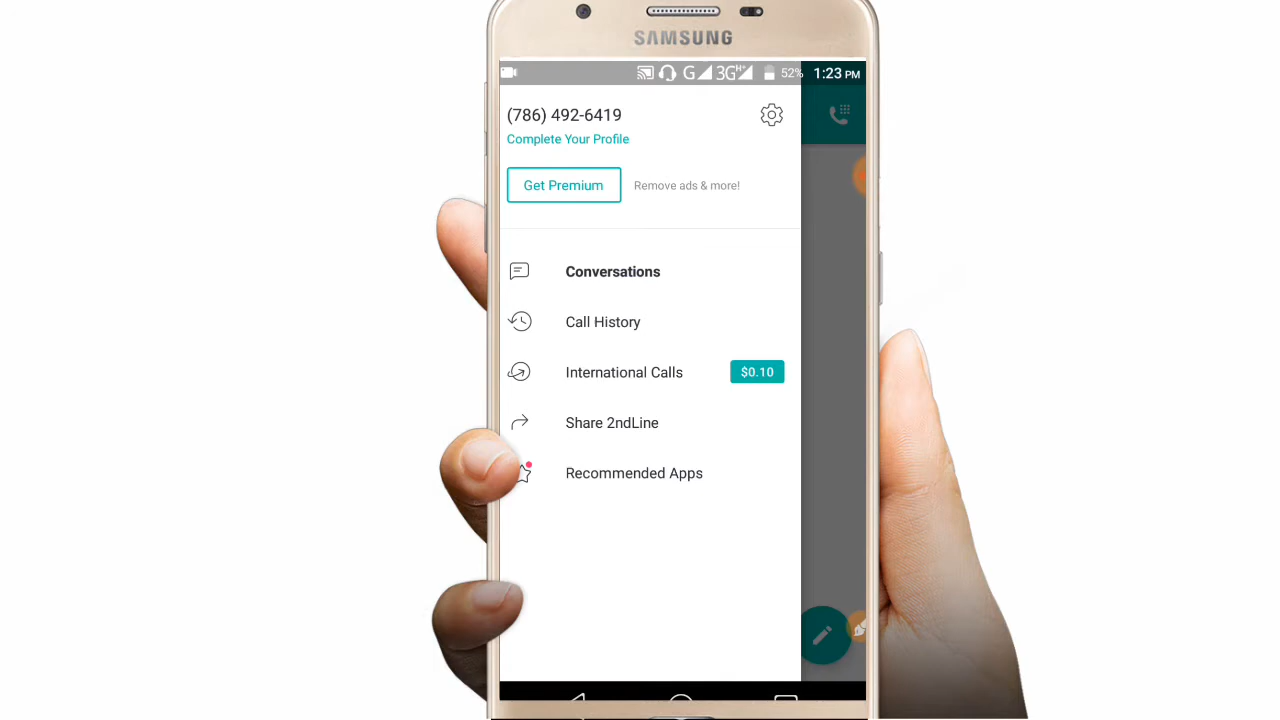 SAMSUNG
G 3G H+ 52% 1:23 PM
(786) 492-6419
Complete Your Profile
Get Premium Remove ads & more!
Conversations
Call History
International Calls $0.10
Share 2ndLine
Recommended Apps